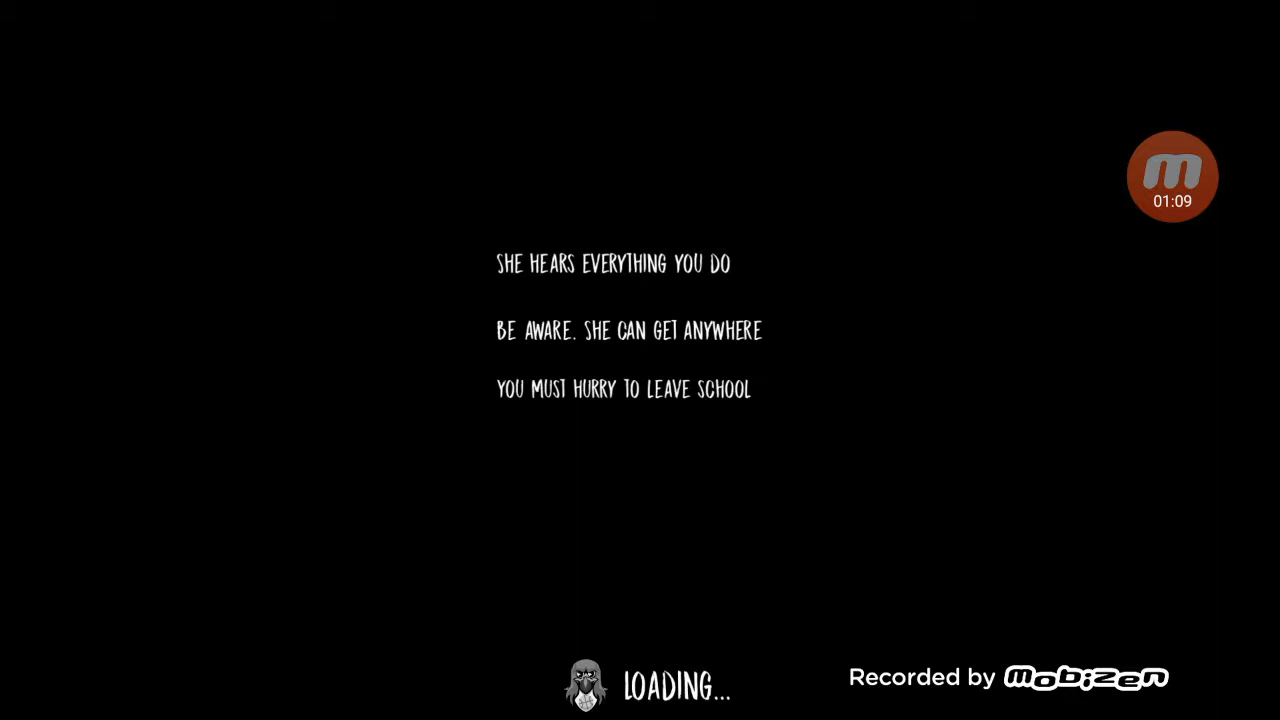 m
01:09
SHE HEARS EVERYTHING YOU DO
BE AWARE. SHE CAN GET ANYWHERE
YOU MUST HURRY TO LEAVE SCHOOL
LOADING...
Recorded by mobizen